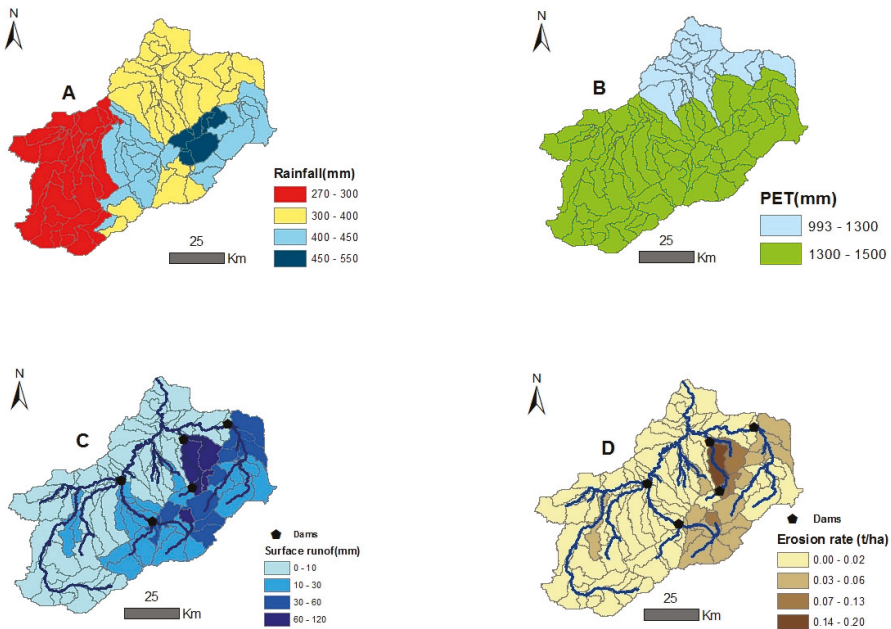 N
A
Rainfall(mm)
270 - 300
300 - 400
400 - 450
450 - 550
25
Km
N
B
PET(mm)
993 - 1300
1300 - 1500
25
Km
N
C
Dams
Surface runof(mm)
0 - 10
10 - 30
30 - 60
60 - 120
25
Km
N
D
Dams
Erosion rate (t/ha)
0.00 - 0.02
0.03 - 0.06
0.07 - 0.13
0.14 - 0.20
25
Km